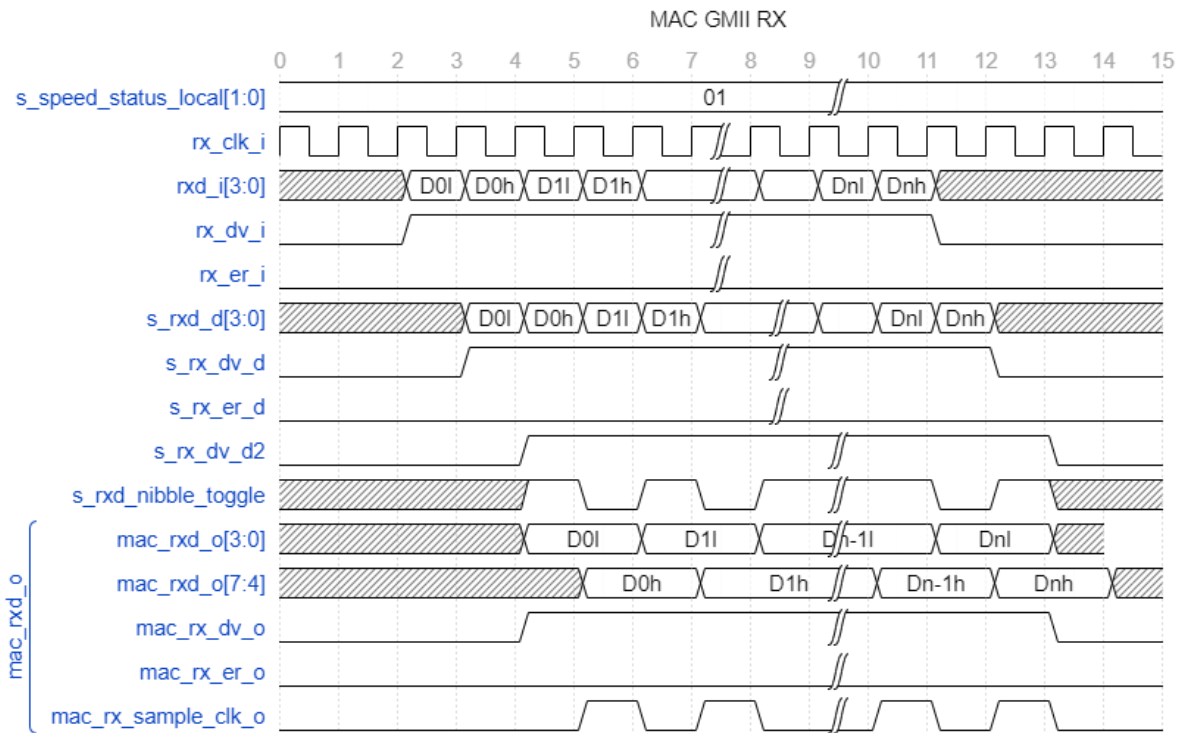 MAC GMII RX
0 1 2 3 4 5 6 7 8 9 10 11 12 13 14 15
s_speed_status_local[1:0] 01
rx_clk_i
rxd_i[3:0] D0l D0h D1l D1h Dnl Dnh
rx_dv_i
rx_er_i
s_rxd_d[3:0] D0l D0h D1l D1h Dnl Dnh
s_rx_dv_d
s_rx_er_d
s_rx_dv_d2
s_rxd_nibble_toggle
mac_rxd_o
mac_rxd_o[3:0] D0l D1l Dn-1l Dnl
mac_rxd_o[7:4] D0h D1h Dn-1h Dnh
mac_rx_dv_o
mac_rx_er_o
mac_rx_sample_clk_o